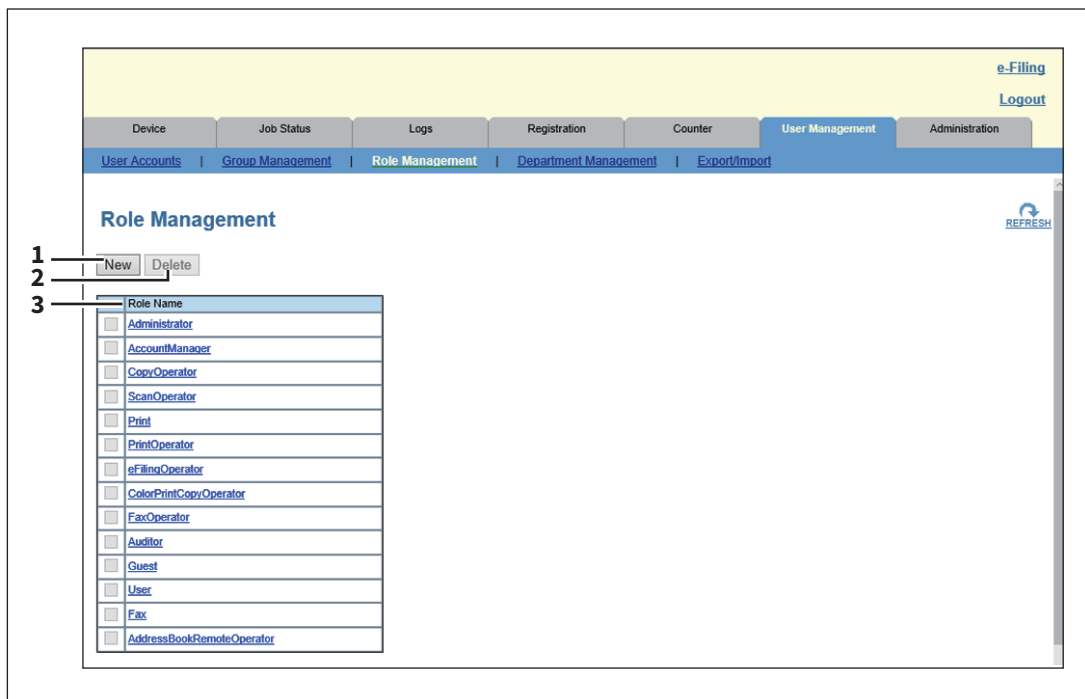 e-Filing
Logout
Device Job Status Logs Registration Counter User Management Administration
User Accounts | Group Management | Role Management | Department Management | Export/Import
Role Management
REFRESH
1
New Delete
2
3
Role Name
Administrator
AccountManager
CopyOperator
ScanOperator
Print
PrintOperator
eFilingOperator
ColorPrintCopyOperator
FaxOperator
Auditor
Guest
User
Fax
AddressBookRemoteOperator